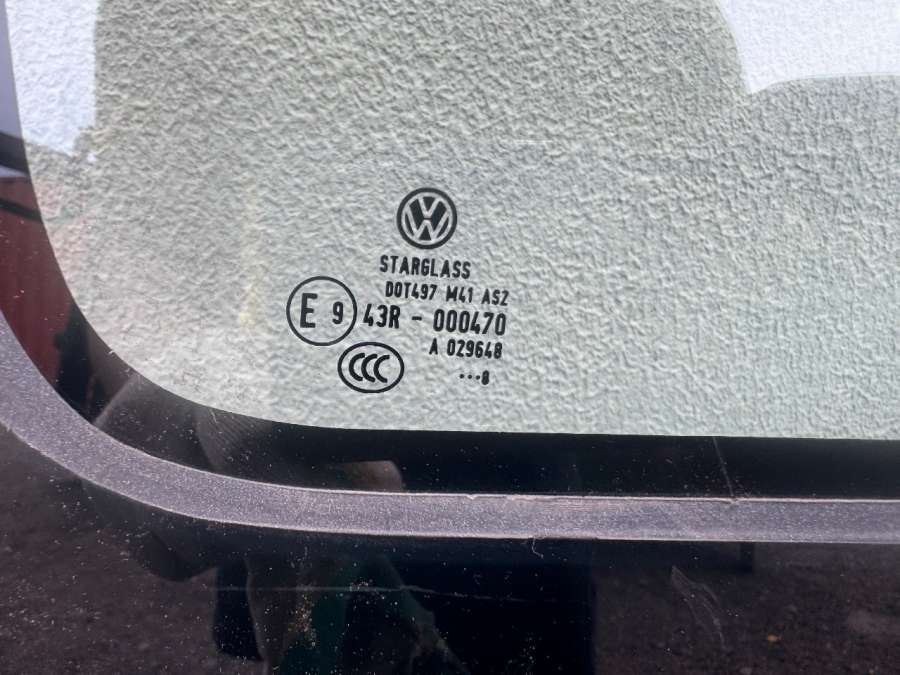 STARGLASS
DOT497 M41 AS2
E 9 43R - 000470
A 029648
CCC
...8